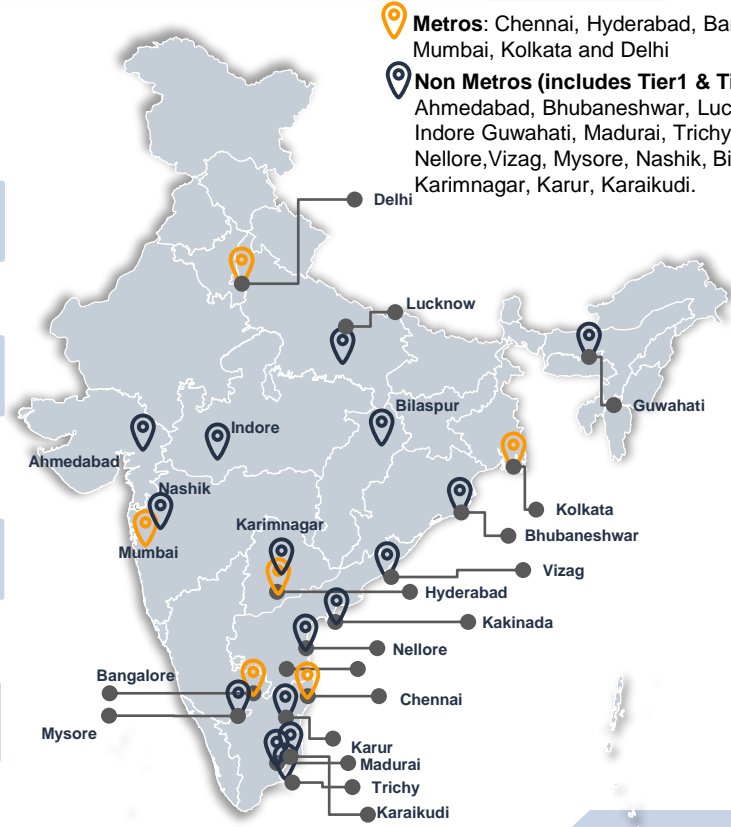 Metros: Chennai, Hyderabad, Ban
Mumbai, Kolkata and Delhi
Non Metros (includes Tier1 & Ti
Ahmedabad, Bhubaneshwar, Luc
Indore Guwahati, Madurai, Trichy
Nellore,Vizag, Mysore, Nashik, Bi
Karimnagar, Karur, Karaikudi.
Delhi
Lucknow
Bilaspur
Guwahati
Indore
Ahmedabad
Nashik
Kolkata
Karimnagar
Bhubaneshwar
Mumbai
Vizag
Hyderabad
Kakinada
Nellore
Bangalore
Chennai
Mysore
Karur
Madurai
Trichy
Karaikudi